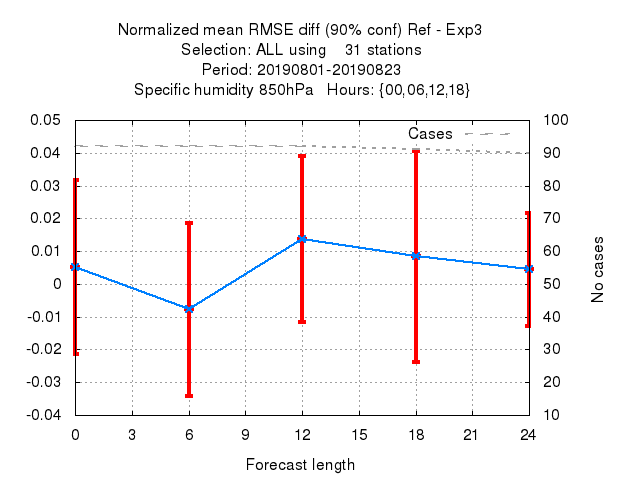 Normalized mean RMSE diff (90% conf) Ref - Exp3
Selection: ALL using 31 stations
Period: 20190801-20190823
Specific humidity 850hPa Hours: {00,06,12,18}
0.05 100
Cases
0.04 90
0.03 80
0.02 70
0.01 60
0 50
-0.01 40
-0.02 30
-0.03 20
-0.04 10
No cases
0 3 6 9 12 15 18 21 24
Forecast length